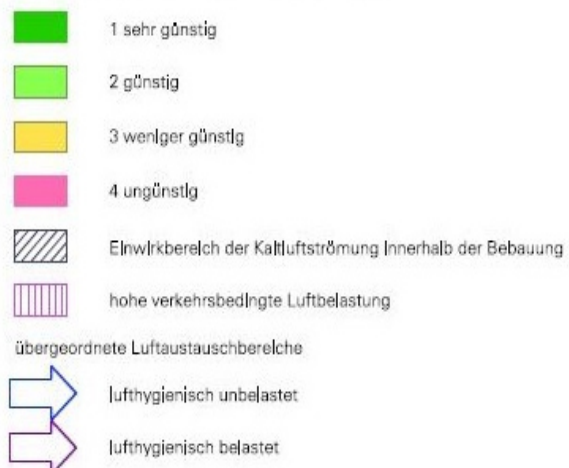 1 sehr günstig
2 günstig
3 weniger günstig
4 ungünstig
Einwirkbereich der Kaltluftströmung innerhalb der Bebauung
hohe verkehrsbedingte Luftbelastung
übergeordnete Luftaustauschbereiche
lufthygienisch unbelastet
lufthygienisch belastet